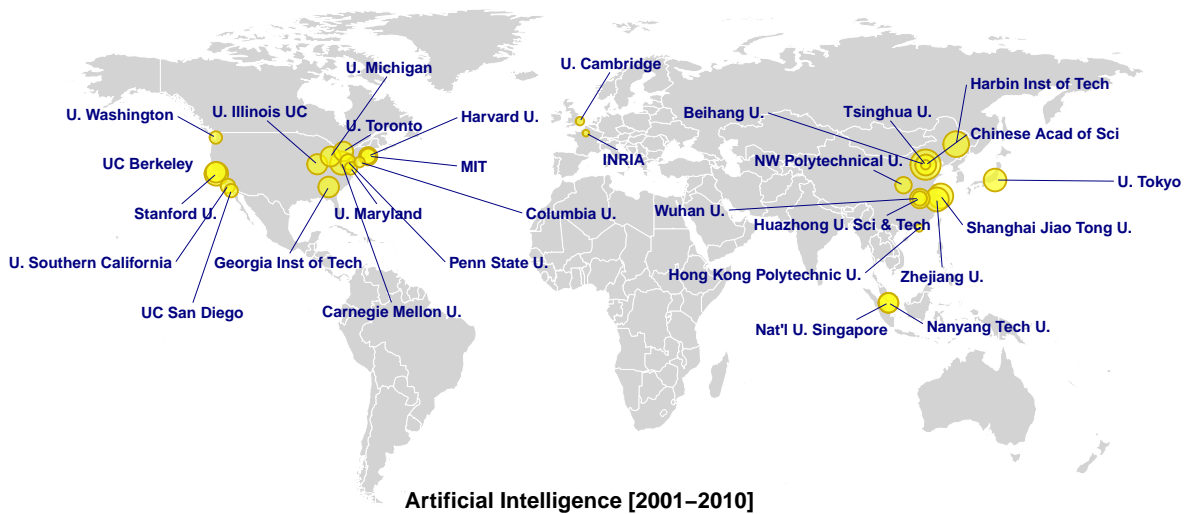 U. Michigan
U. Cambridge
Harbin Inst of Tech
U. Washington
U. Illinois UC
Harvard U.
Beihang U.
Tsinghua U.
U. Toronto
Chinese Acad of Sci
UC Berkeley
MIT
INRIA
NW Polytechnical U.
U. Tokyo
Stanford U.
U. Maryland
Columbia U.
Wuhan U.
Huazhong U. Sci & Tech
Shanghai Jiao Tong U.
U. Southern California
Georgia Inst of Tech
Penn State U.
Hong Kong Polytechnic U.
Zhejiang U.
UC San Diego
Carnegie Mellon U.
Nat'l U. Singapore
Nanyang Tech U.
Artificial Intelligence [2001−2010]